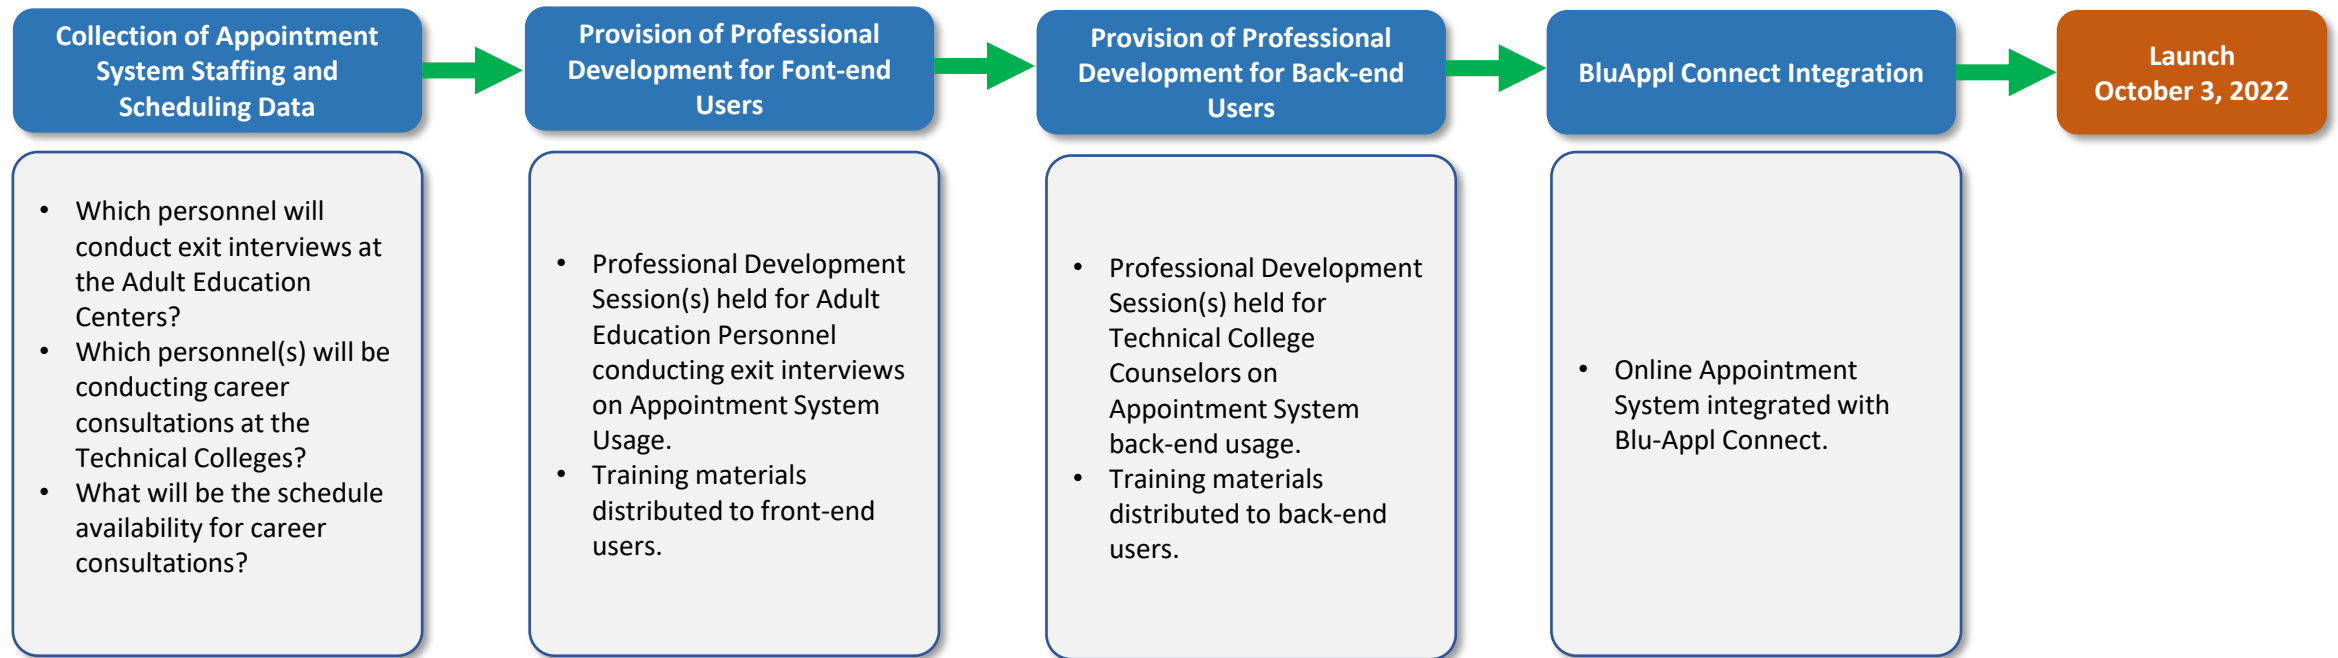 Collection of Appointment
System Staffing and
Scheduling Data
Provision of Professional
Development for Font-end
Users
Provision of Professional
Development for Back-end
Users
BluAppl Connect Integration
Launch
October 3, 2022
• Which personnel will
conduct exit interviews at
the Adult Education
Centers?
• Which personnel(s) will be
conducting career
consultations at the
Technical Colleges?
• What will be the schedule
availability for career
consultations?
• Professional Development
Session(s) held for Adult
Education Personnel
conducting exit interviews
on Appointment System
Usage.
• Training materials
distributed to front-end
users.
• Professional Development
Session(s) held for
Technical College
Counselors on
Appointment System
back-end usage.
• Training materials
distributed to back-end
users.
• Online Appointment
System integrated with
Blu-Appl Connect.